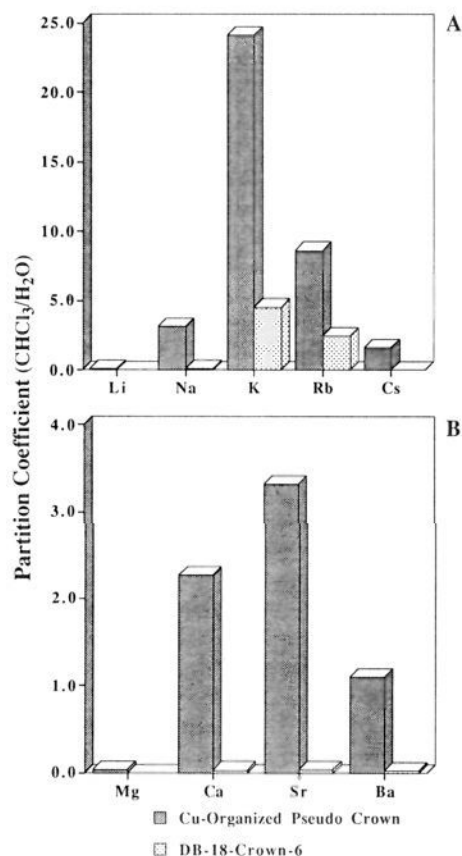 A
25.0
20.0
15.0
10.0
5.0
0.0
Li Na K Rb Cs
Partition Coefficient (CHCl₃/H₂O)
B
4.0
3.0
2.0
1.0
0.0
Mg Ca Sr Ba
Cu-Organized Pseudo Crown
DB-18-Crown-6